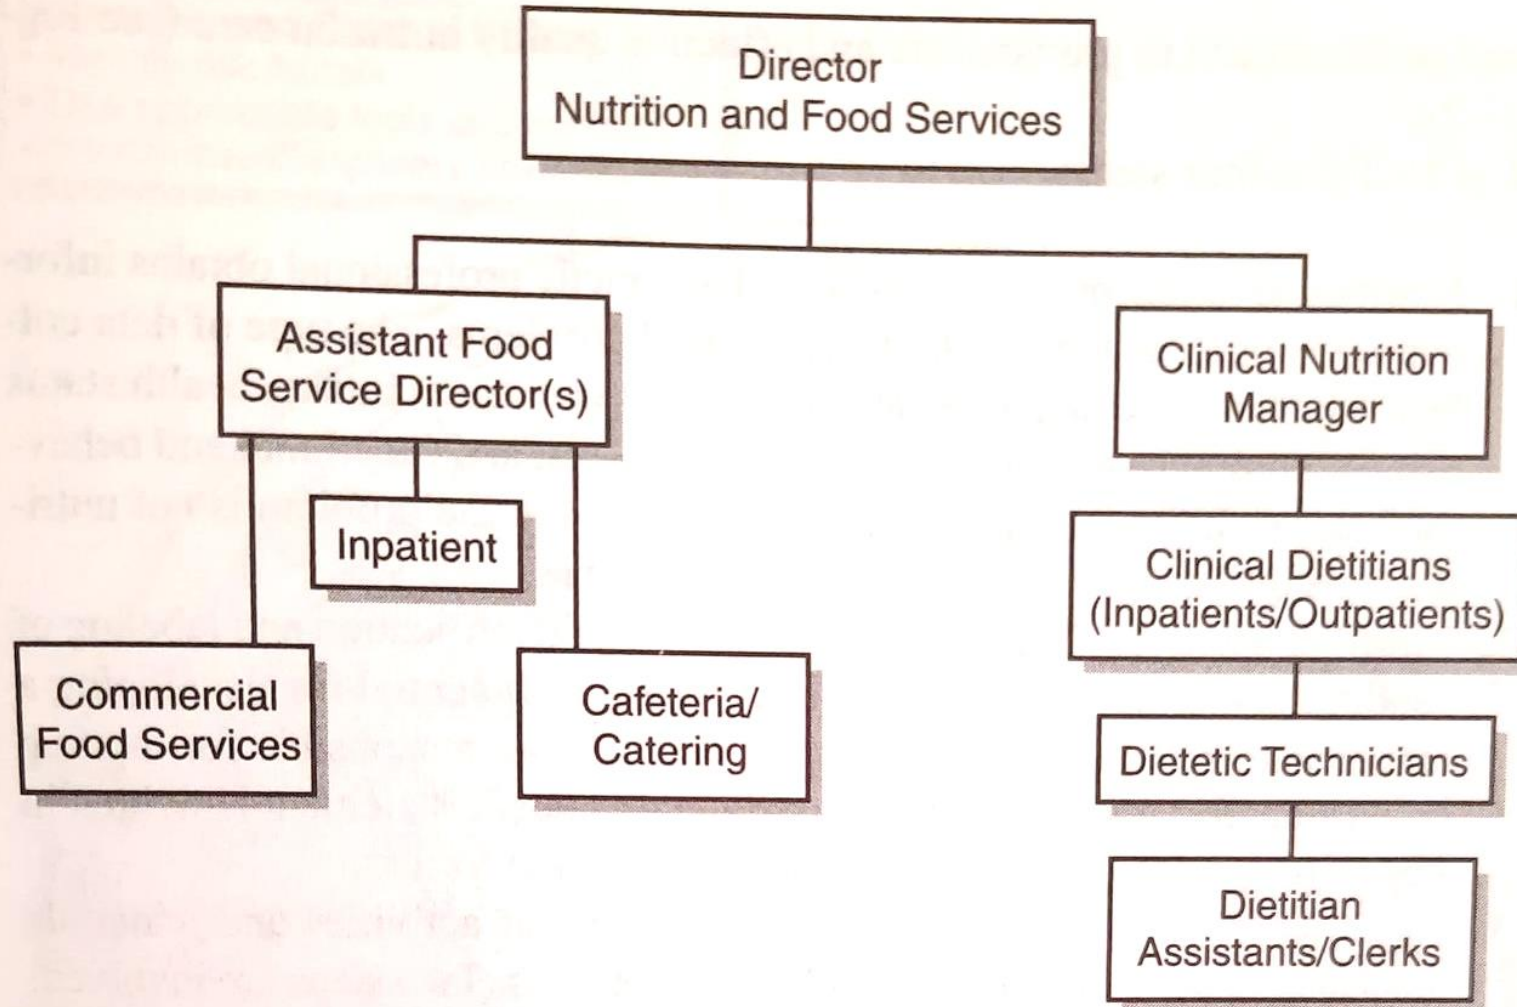 Director
Nutrition and Food Services
Assistant Food
Service Director(s)
Clinical Nutrition
Manager
Inpatient
Clinical Dietitians
(Inpatients/Outpatients)
Commercial
Food Services
Cafeteria/
Catering
Dietetic Technicians
Dietitian
Assistants/Clerks